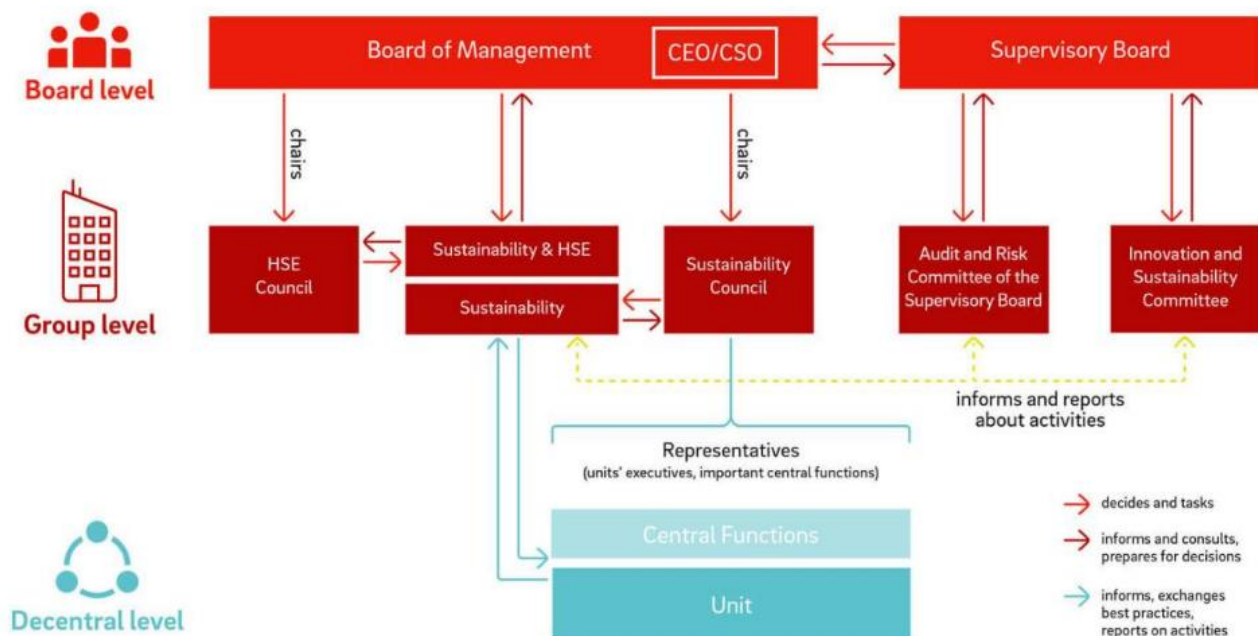 Board of Management
CEO/CSO
Supervisory Board
Board level
chairs
chairs
HSE
Council
Sustainability & HSE
Sustainability
Sustainability
Council
Audit and Risk
Committee of the
Supervisory Board
Innovation and
Sustainability
Committee
Group level
informs and reports
about activities
Representatives
(units' executives, important central functions)
Central Functions
Unit
Decentral level
decides and tasks
informs and consults,
prepares for decisions
informs, exchanges
best practices,
reports on activities